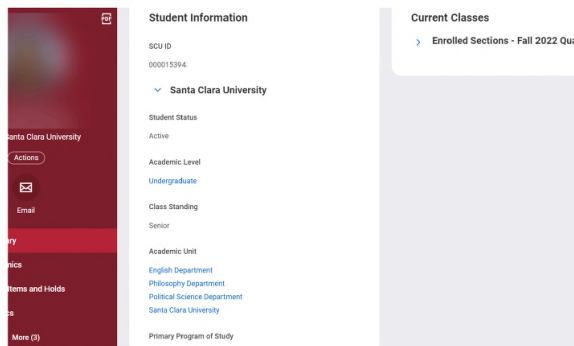 PDF
Santa Clara University
Actions
Email
ary
nics
Items and Holds
cs
More (3)
Student Information
SCU ID
000015394
Santa Clara University
Student Status
Active
Academic Level
Undergraduate
Class Standing
Senior
Academic Unit
English Department
Philosophy Department
Political Science Department
Santa Clara University
Primary Program of Study
Current Classes
Enrolled Sections - Fall 2022 Qua